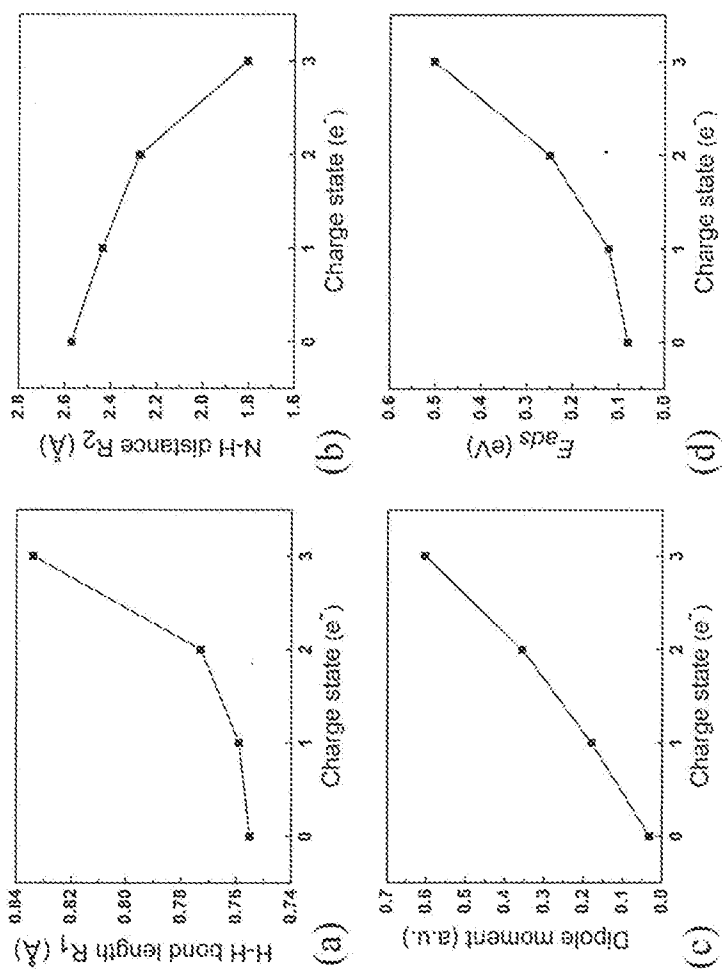 (a)
H-H bond length R1 (Å)
0.84
0.82
0.80
0.78
0.76
0.74
0 1 2 3
Charge state (e-)
(b)
N-H distance R2 (Å)
2.8
2.6
2.4
2.2
2.0
1.8
1.6
0 1 2 3
Charge state (e-)
(c)
Dipole moment (a.u.)
0.7
0.6
0.5
0.4
0.3
0.2
0.1
0.0
0 1 2 3
Charge state (e-)
(d)
Eads (eV)
0.6
0.5
0.4
0.3
0.2
0.1
0.0
0 1 2 3
Charge state (e-)